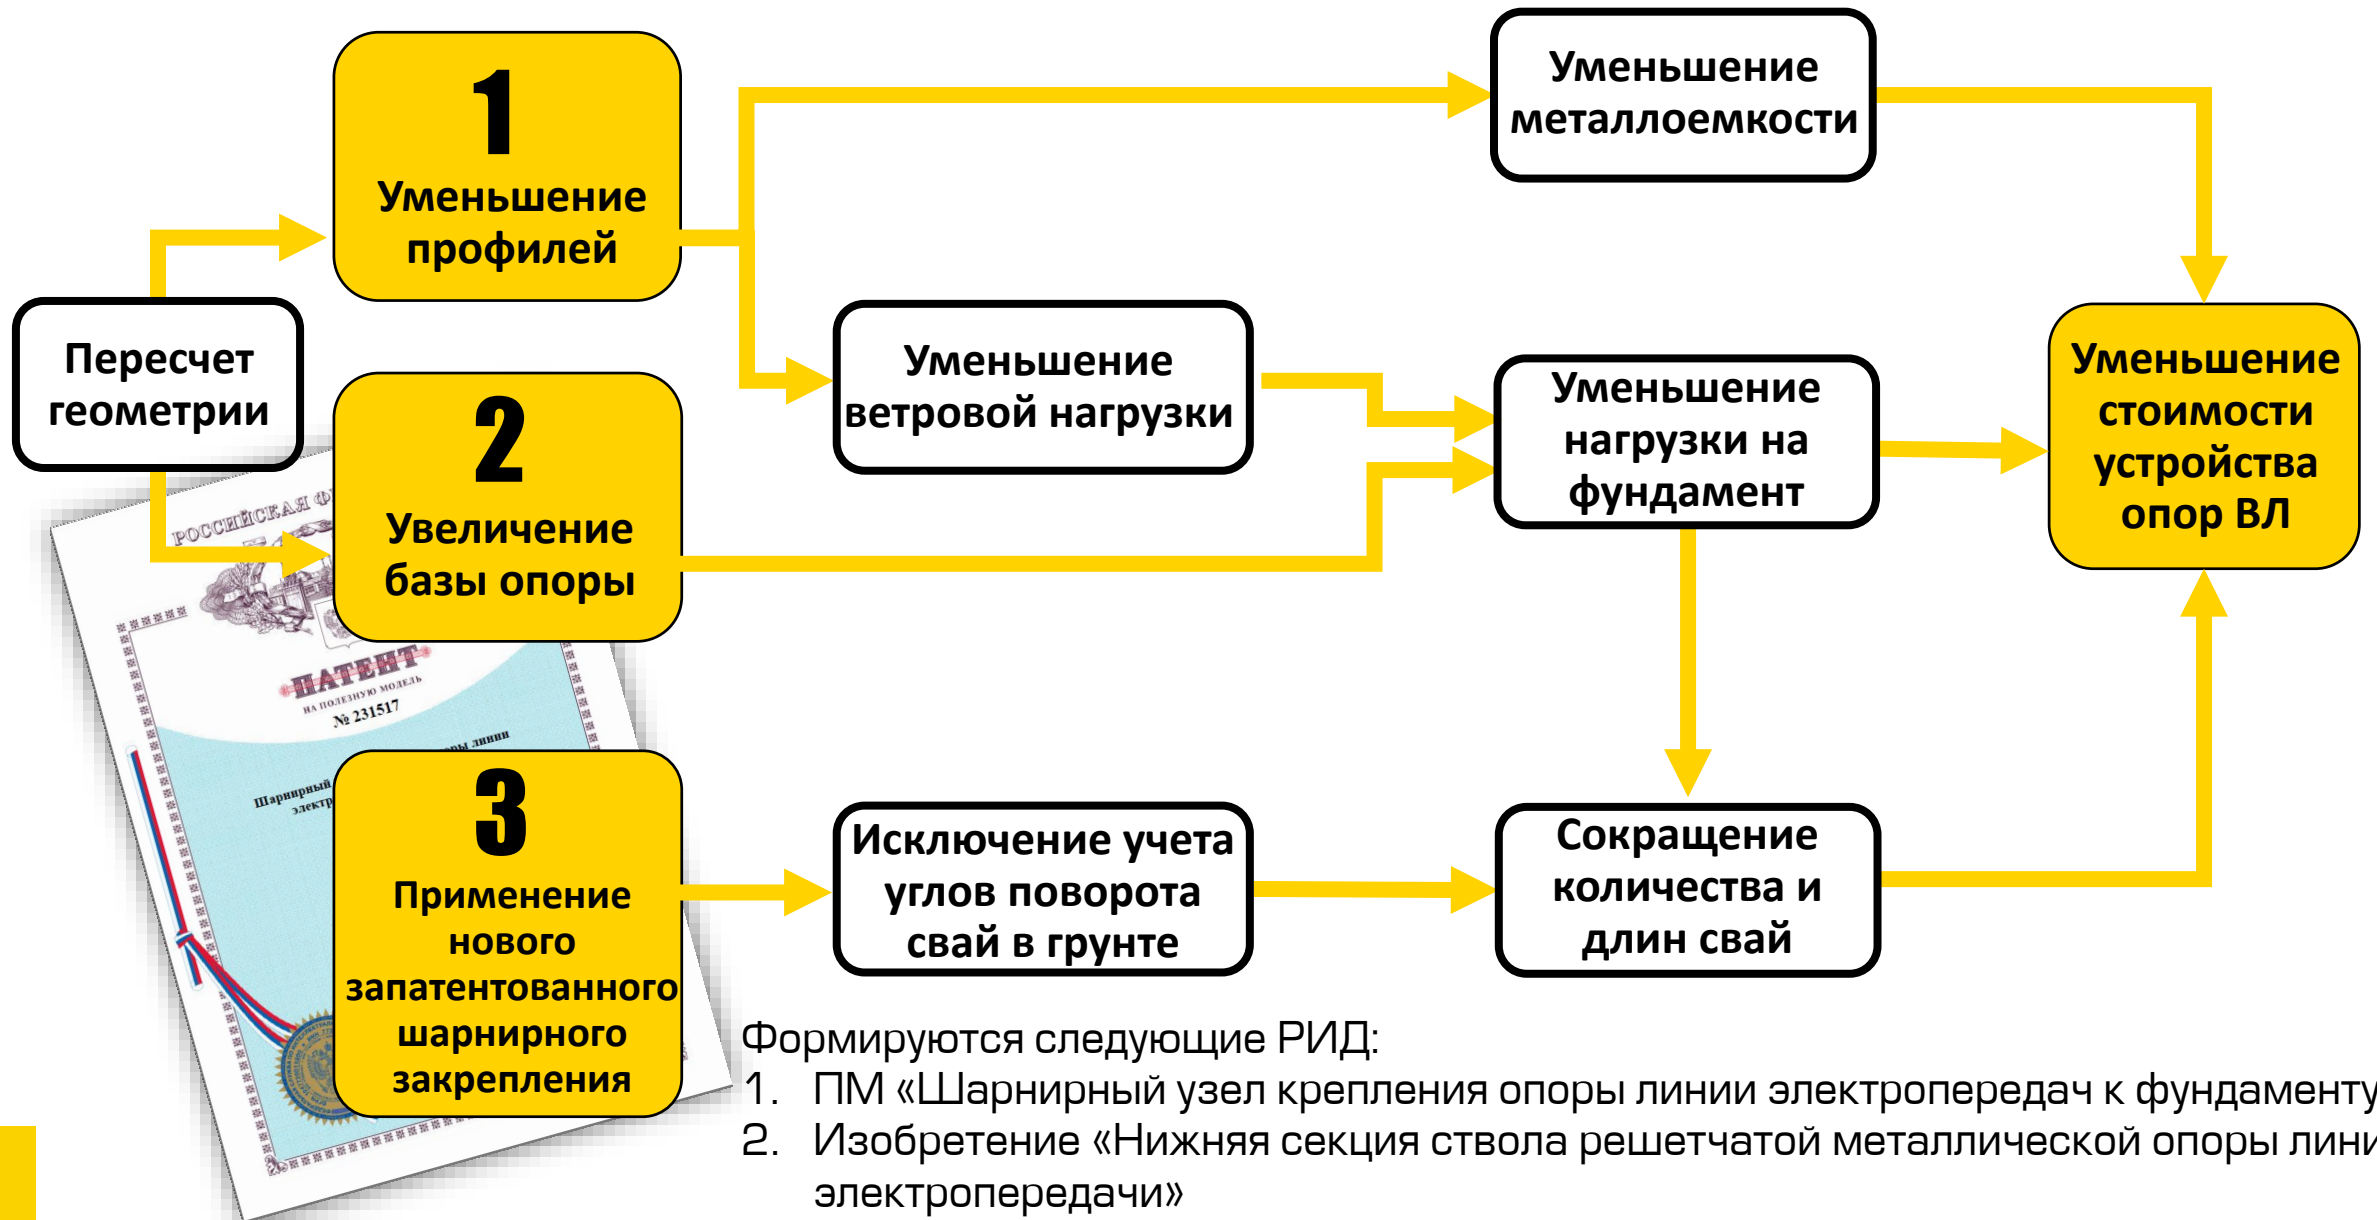 1
Уменьшение
профилей
Уменьшение
металлоемкости
Пересчет
геометрии
Уменьшение
ветровой нагрузки
Уменьшение
нагрузки на
фундамент
Уменьшение
стоимости
устройства
опор ВЛ
2
Увеличение
базы опоры
РОССИЙСКАЯ
ПАТЕНТ
НА ПОЛЕЗНУЮ МОДЕЛЬ
№ 231517
Шарнирный
линии
3
Применение
нового
запатентованного
шарнирного
закрепления
Исключение учета
углов поворота
свай в грунте
Сокращение
количества и
длин свай
Формируются следующие РИД:
1. ПМ «Шарнирный узел крепления опоры линии электропередач к фундаменту
2. Изобретение «Нижняя секция ствола решетчатой металлической опоры лини
электропередачи»